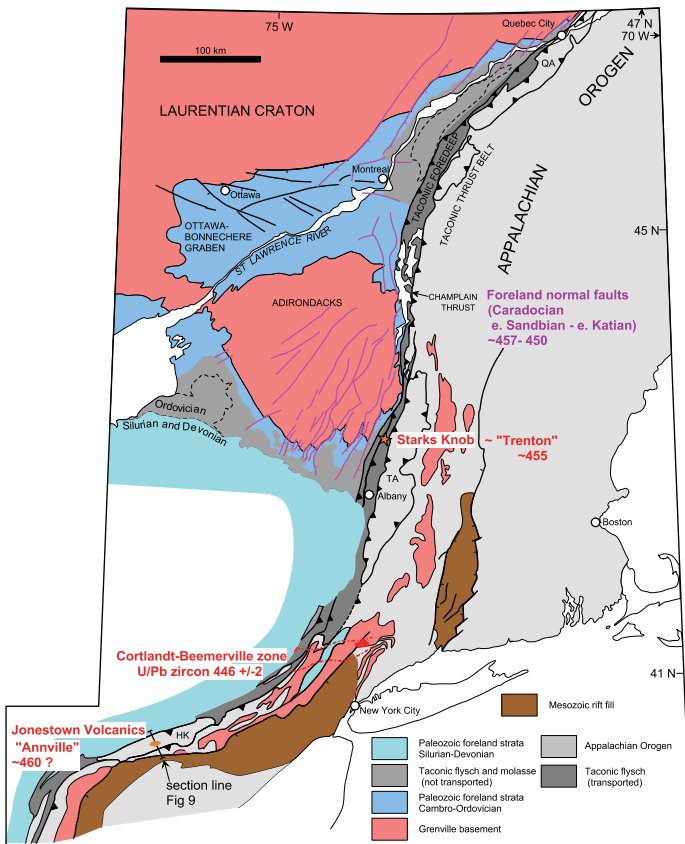 75 W
47 N
70 W
Quebec City
100 km
QA
OROGEN
LAURENTIAN CRATON
Montreal
TACONIC FOREDEEP
TACONIC THRUST BELT
Ottawa
APPALACHIAN
OTTAWA-
BONNECHERE
GRABEN
ST LAWRENCE RIVER
45 N
ADIRONDACKS
CHAMPLAIN
THRUST
Foreland normal faults
(Caradocian
e. Sandbian - e. Katian)
~457- 450
Ordovician
Silurian and Devonian
Starks Knob ~ "Trenton"
~455
TA
Albany
Boston
Cortlandt-Beemerville zone
U/Pb zircon 446 +/-2
41 N
New York City
Mesozoic rift fill
Jonestown Volcanics
"Annville"
~460 ?
HK
section line
Fig 9
Paleozoic foreland strata
Silurian-Devonian
Appalachian Orogen
Taconic flysch and molasse
(not transported)
Taconic flysch
(transported)
Paleozoic foreland strata
Cambro-Ordovician
Grenville basement